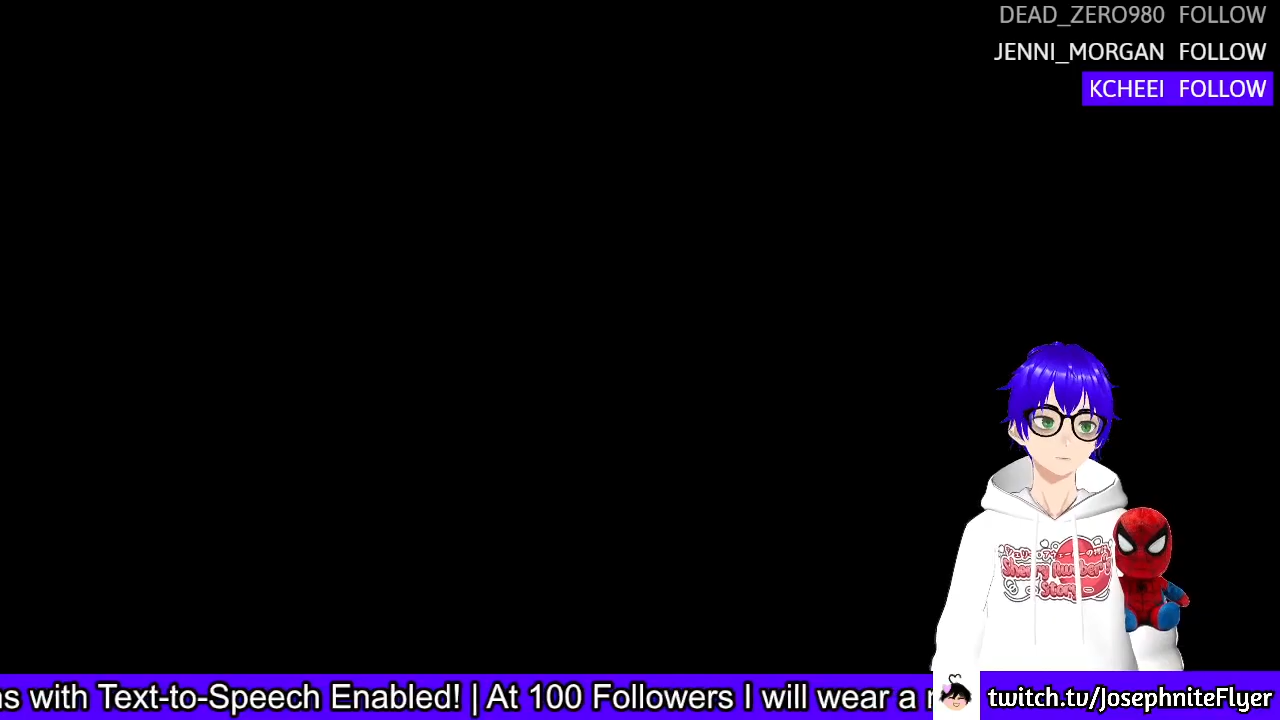 DEAD_ZERO980 FOLLOW
JENNI_MORGAN FOLLOW
KCHEEI FOLLOW
Story
with Text-to-Speech Enabled! | At 100 Followers I will wear a
twitch.tv/JosephniteFlyer